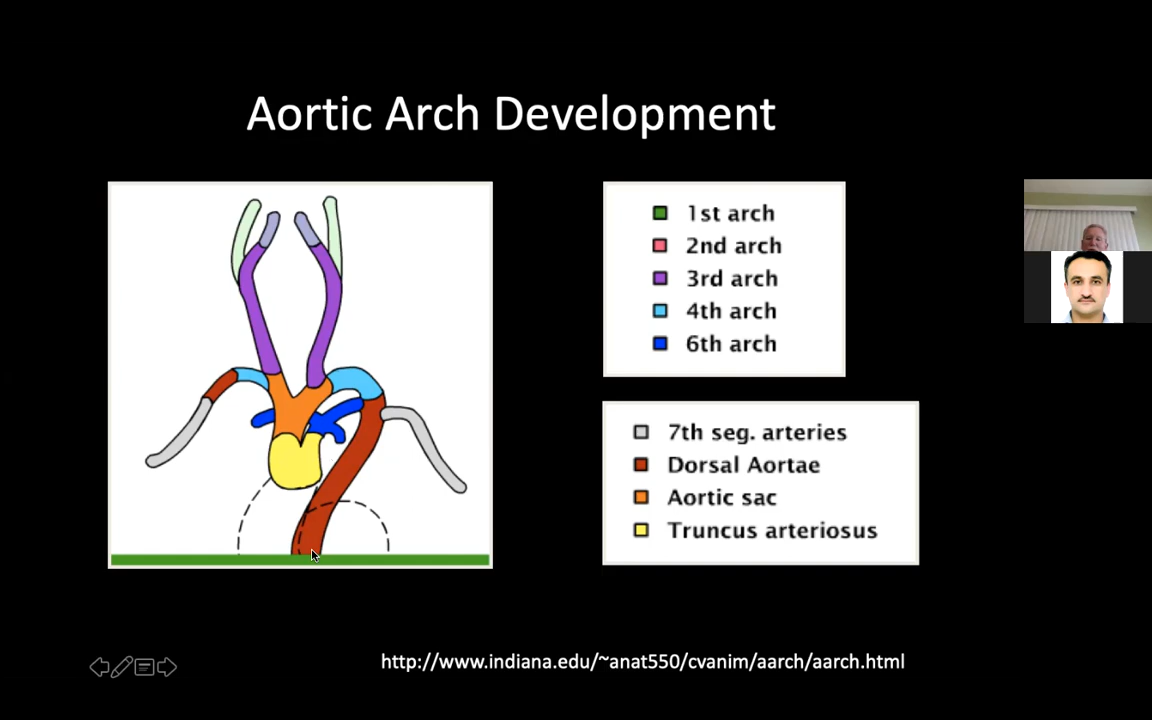 Aortic Arch Development
1st arch
2nd arch
3rd arch
4th arch
6th arch
7th seg. arteries
Dorsal Aortae
Aortic sac
Truncus arteriosus
http://www.indiana.edu/~anat550/cvanim/aarch/aarch.html